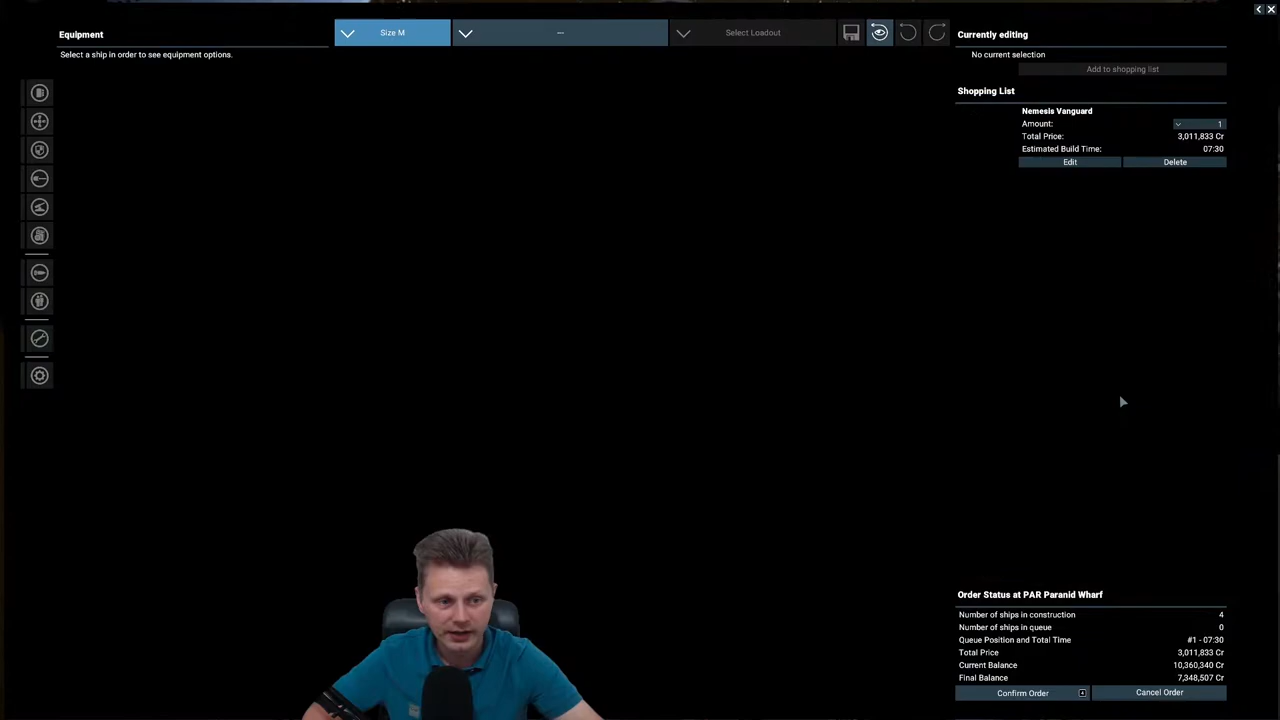 Equipment
Select a ship in order to see equipment options.
Size M
--
Select Loadout
Currently editing
No current selection
Add to shopping list
Shopping List
Nemesis Vanguard
Amount: 1
Total Price: 3,011,833 Cr
Estimated Build Time: 07:30
Edit Delete
Order Status at PAR Paranid Wharf
Number of ships in construction 4
Number of ships in queue 0
Queue Position and Total Time #1 - 07:30
Total Price 3,011,833 Cr
Current Balance 10,360,340 Cr
Final Balance 7,348,507 Cr
Confirm Order Cancel Order